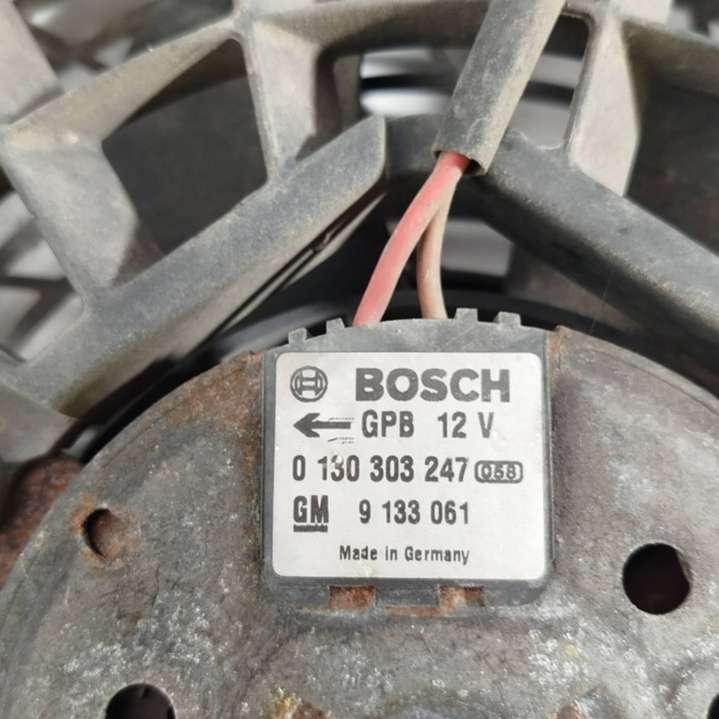 BOSCH
← GPB 12 V
0 130 303 247 058
GM 9 133 061
Made in Germany